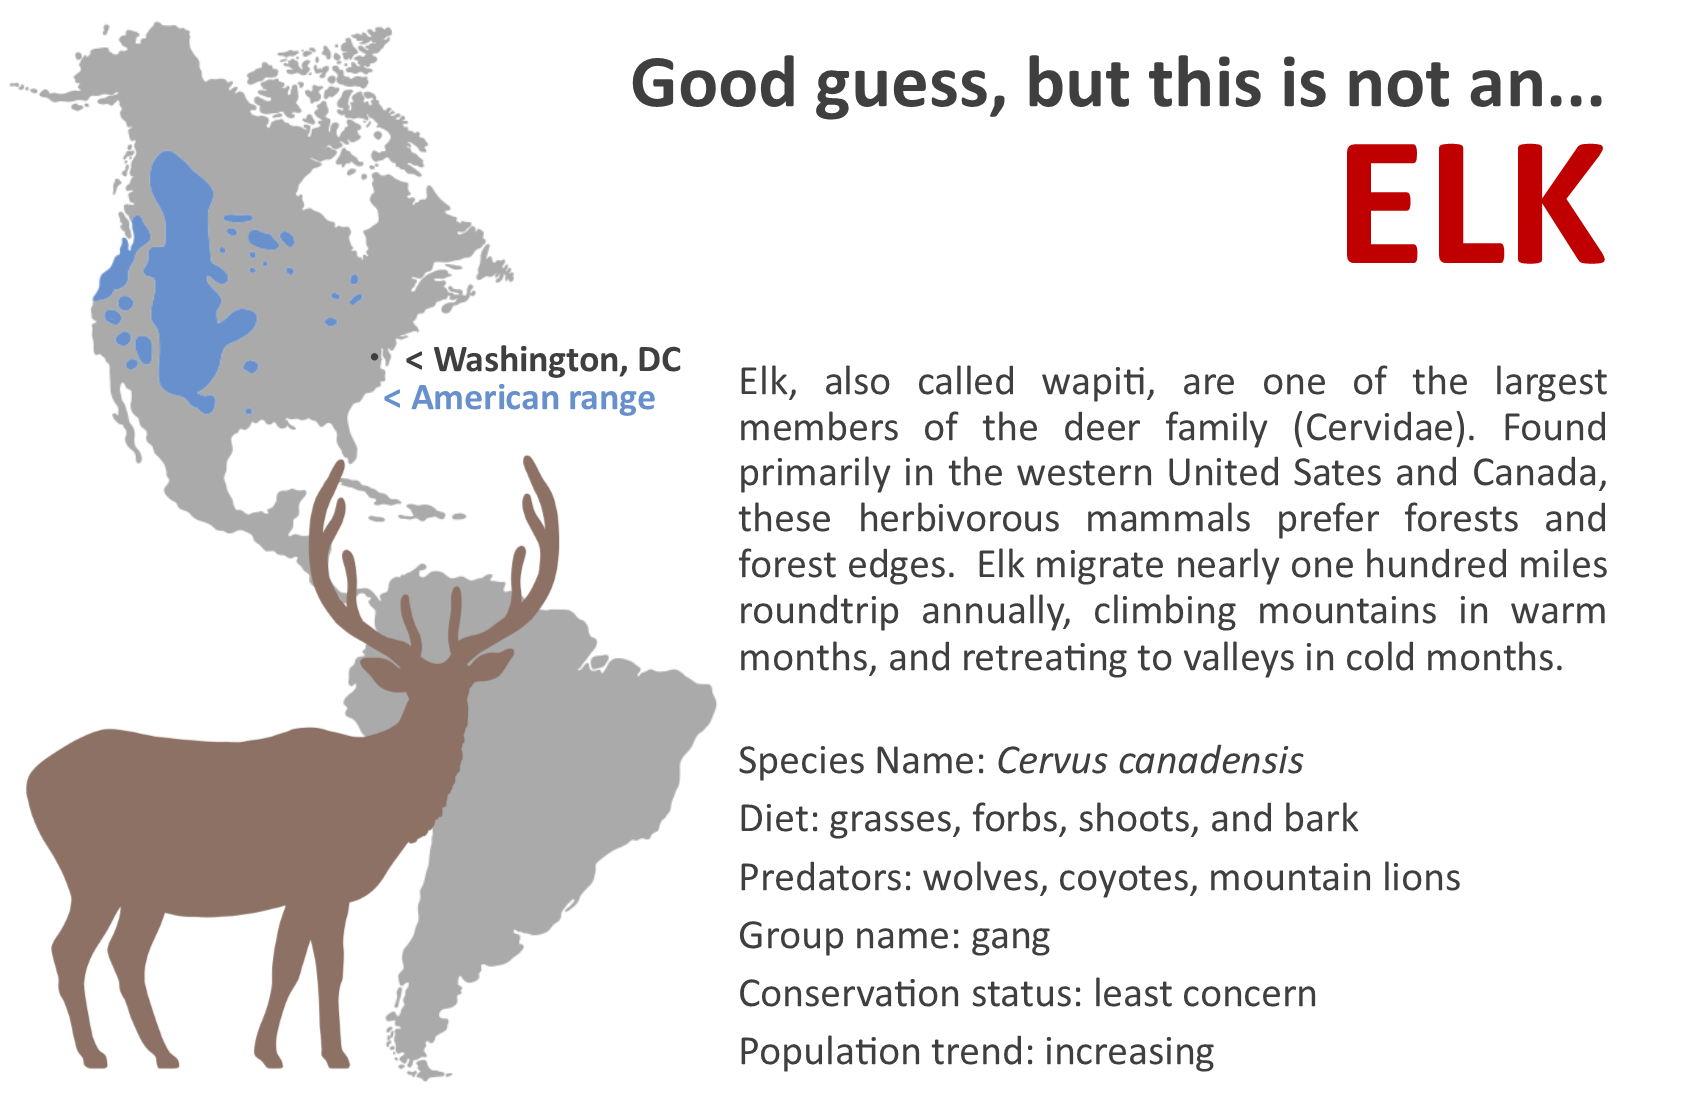 Good guess, but this is not an...
ELK
< Washington, DC
< American range
Elk, also called wapiti, are one of the largest
members of the deer family (Cervidae). Found
primarily in the western United Sates and Canada,
these herbivorous mammals prefer forests and
forest edges.  Elk migrate nearly one hundred miles
roundtrip annually, climbing mountains in warm
months, and retreating to valleys in cold months.
Species Name: Cervus canadensis
Diet: grasses, forbs, shoots, and bark
Predators: wolves, coyotes, mountain lions
Group name: gang
Conservation status: least concern
Population trend: increasing